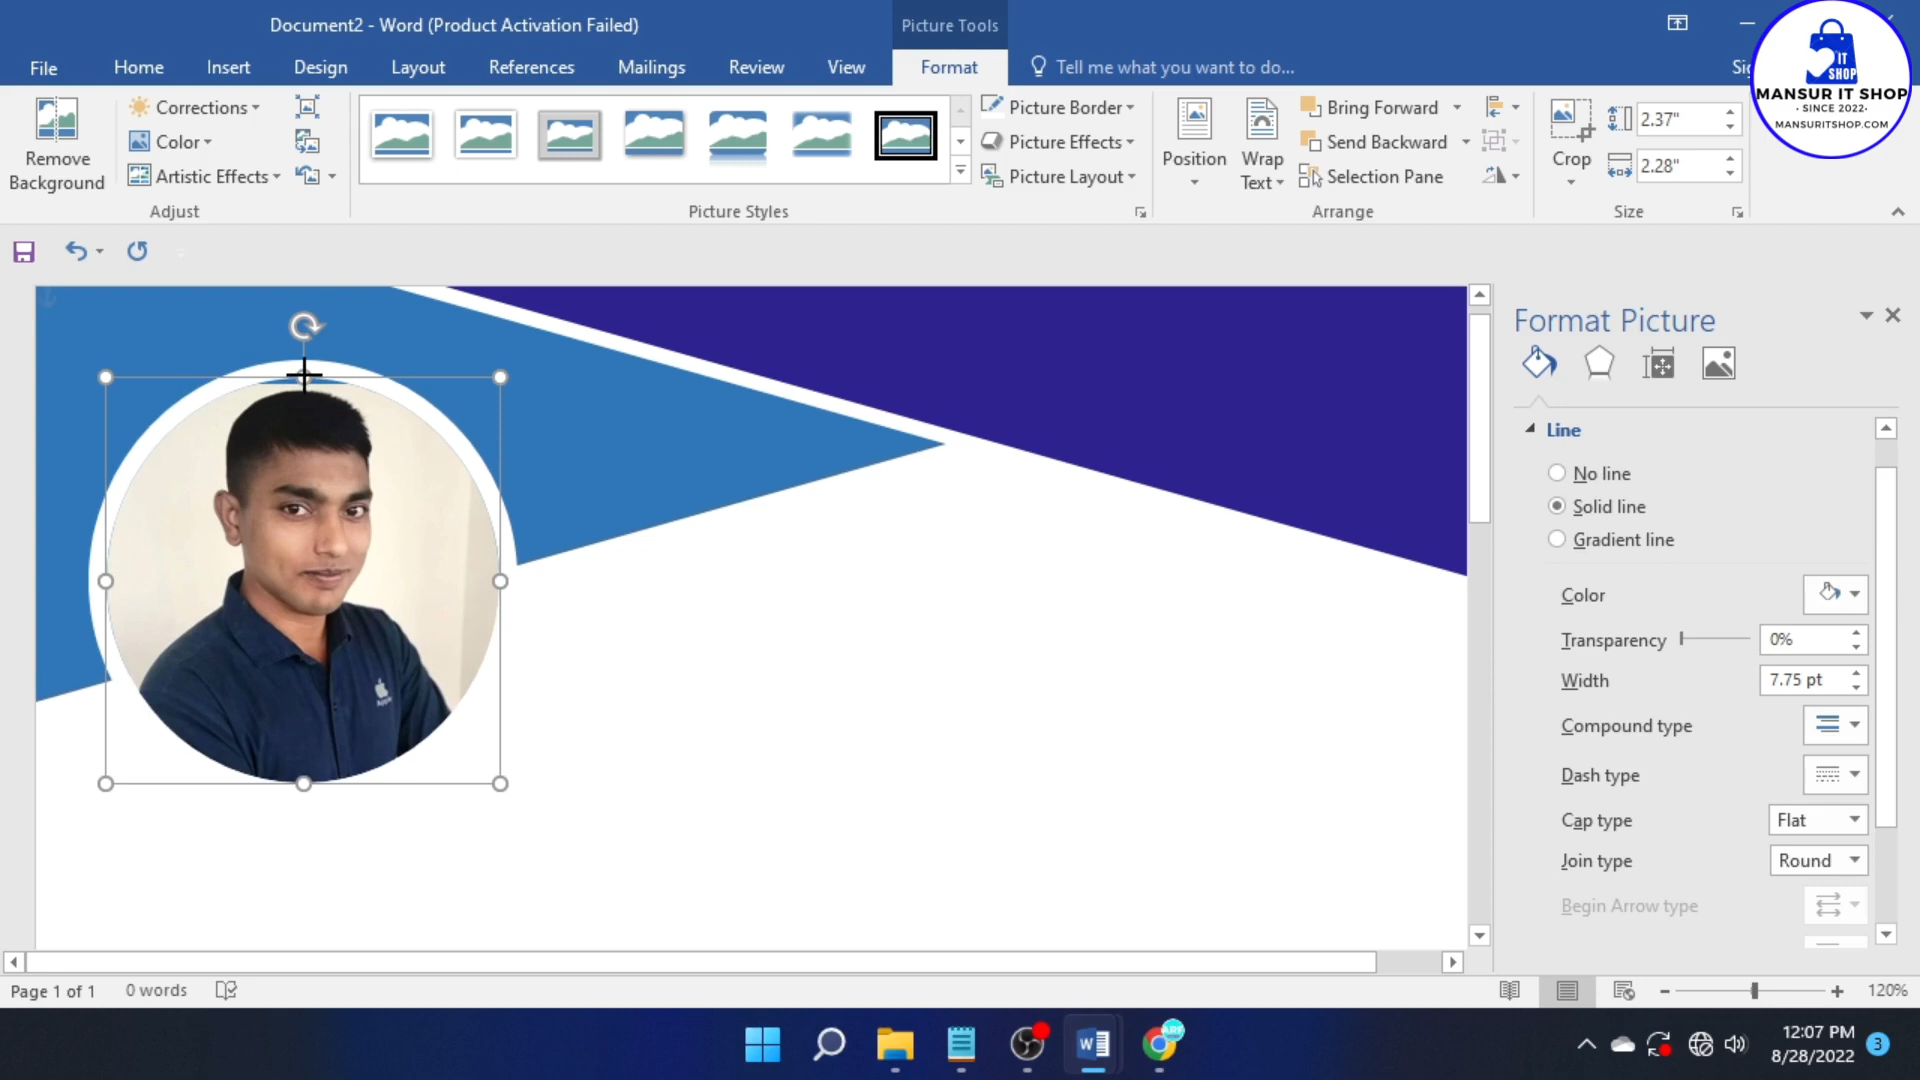 Document2 - Word (Product Activation Failed)
Picture Tools
File
Home
Insert
Design
Layout
References
Mailings
Review
View
Format
Tell me what you want to do...
IT
SHOP
MANSUR IT SHOP
· SINCE 2022·
MANSURITSHOP.COM
Remove
Background
Corrections
Color
Artistic Effects
Adjust
Picture Styles
Picture Border
Picture Effects
Picture Layout
Position
Wrap
Text
Bring Forward
Send Backward
Selection Pane
Arrange
Crop
2.37"
2.28"
Size
Format Picture
Line
No line
Solid line
Gradient line
Color
Transparency
0%
Width
7.75 pt
Compound type
Dash type
Cap type
Flat
Join type
Round
Begin Arrow type
Page 1 of 1
0 words
120%
12:07 PM
8/28/2022
3